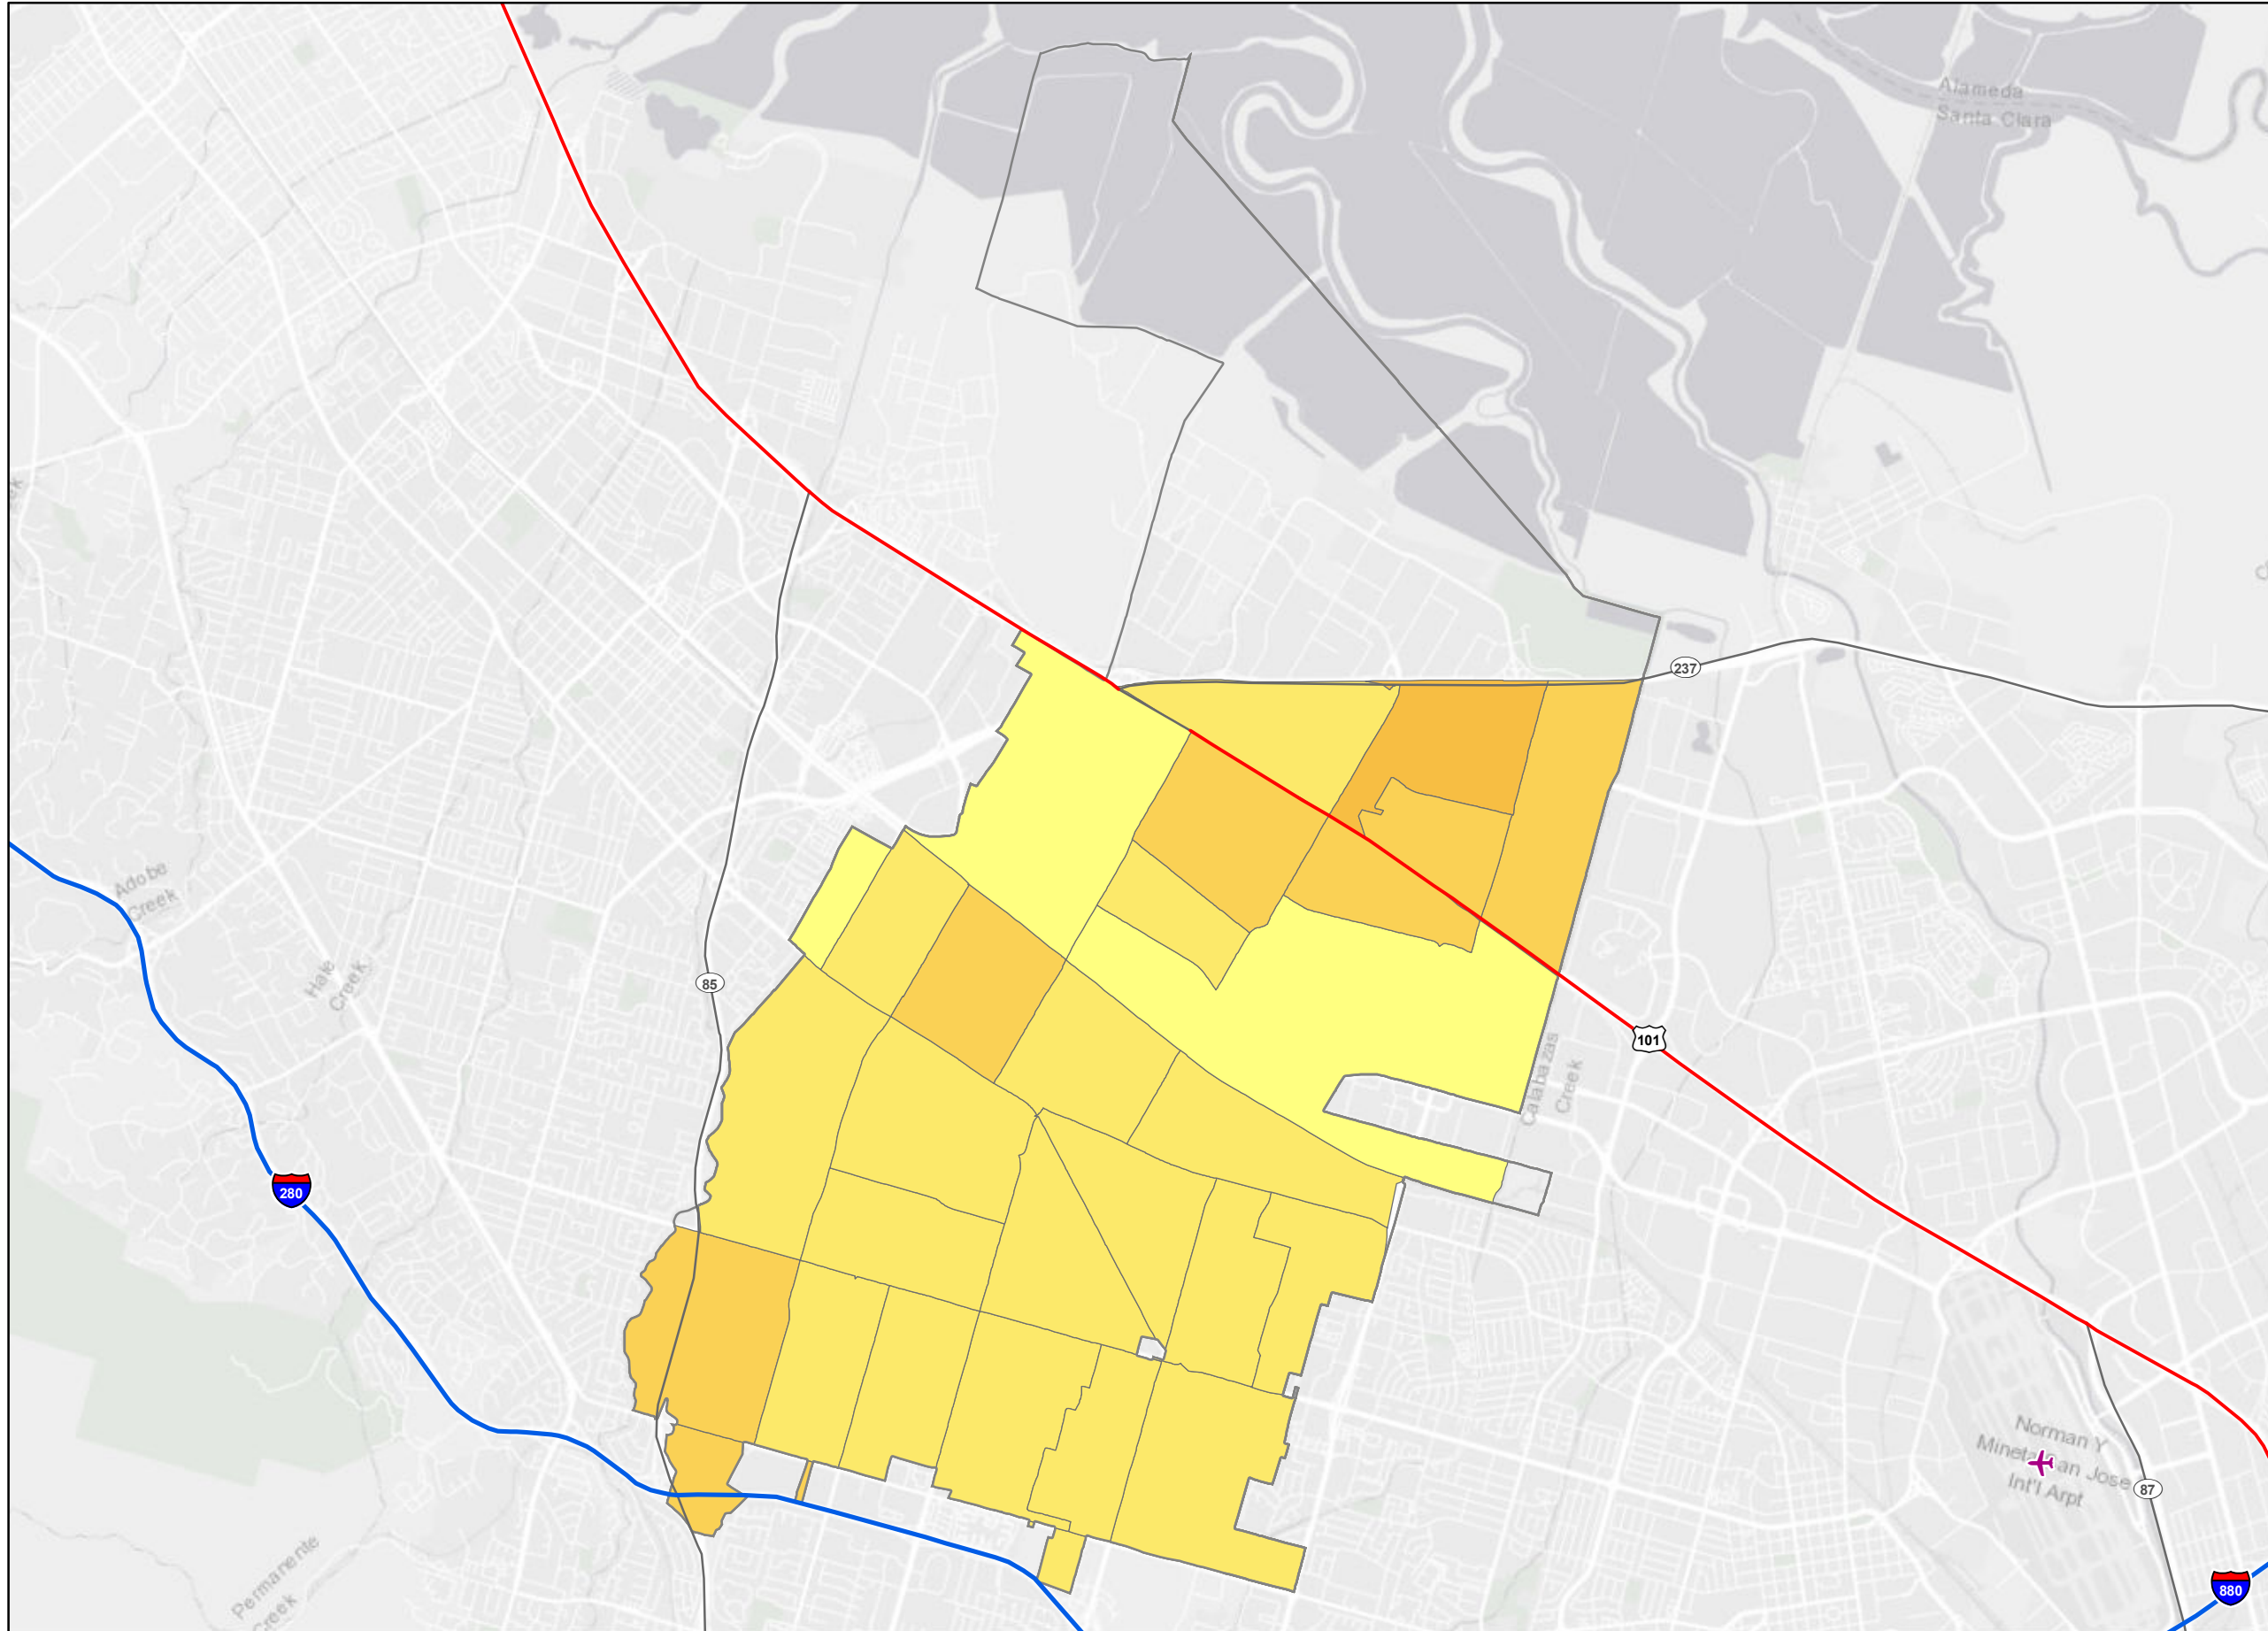 Alameda
Santa Clara
237
Adobe
Creek
Hale
Creek
85
101
Calabazas
Creek
280
Norman Y
Mineta San Jose
Int'l Arpt
87
Permanente
Creek
880